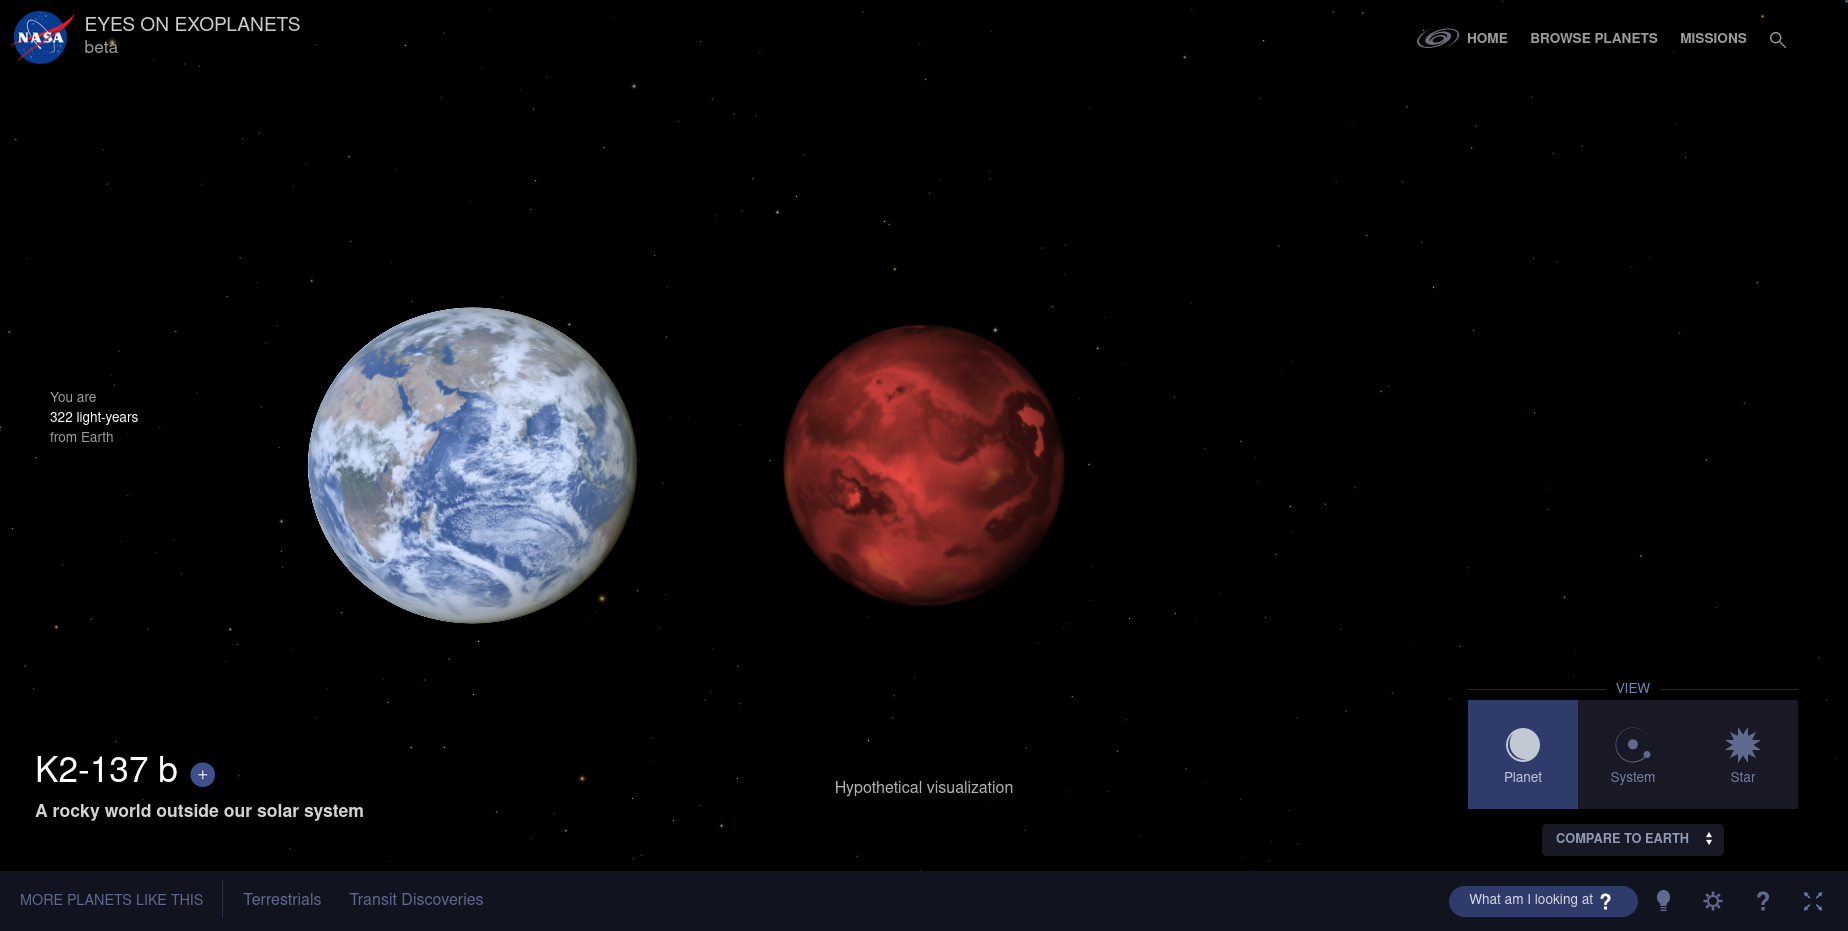 NASA
EYES ON EXOPLANETS
beta
HOME
BROWSE PLANETS
MISSIONS
You are
322 light-years
from Earth
K2-137 b +
A rocky world outside our solar system
Hypothetical visualization
VIEW
Planet
System
Star
COMPARE TO EARTH
MORE PLANETS LIKE THIS
Terrestrials
Transit Discoveries
What am I looking at ?
?